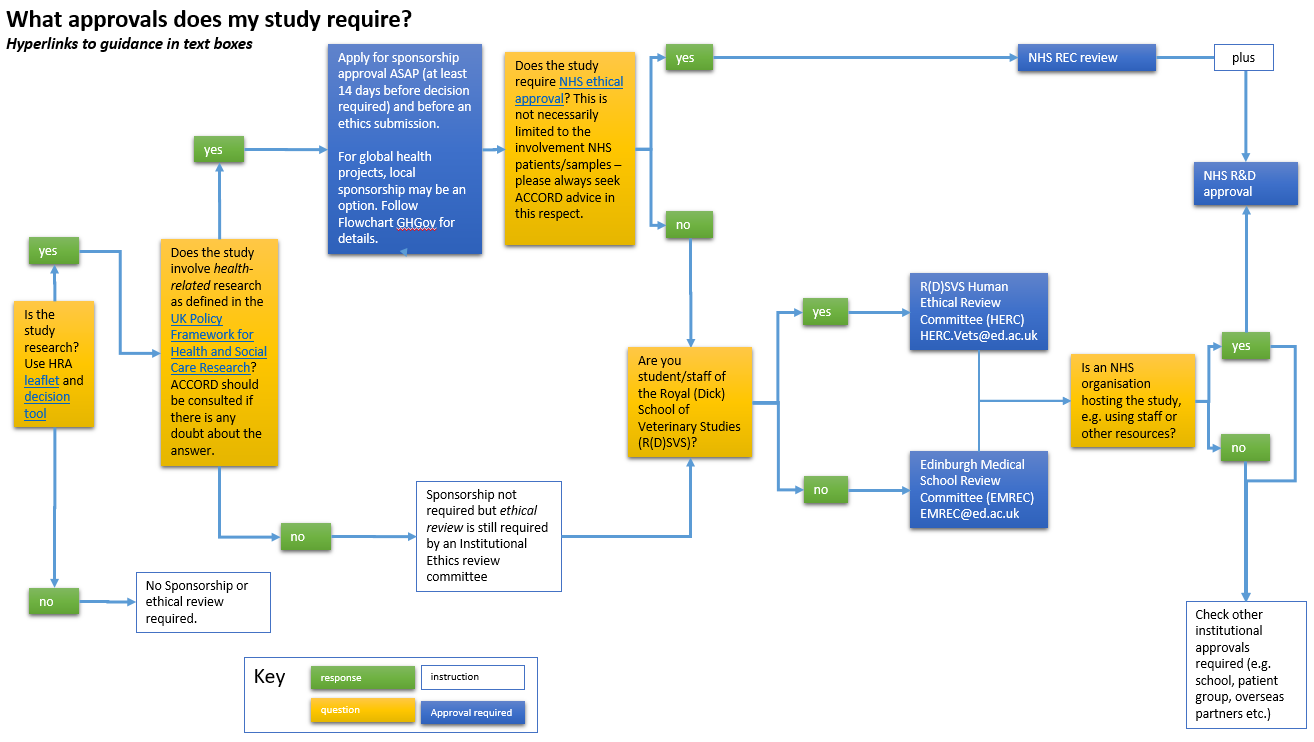 What approvals does my study require?
Hyperlinks to guidance in text boxes
Is the
study
research?
Use HRA
leaflet and
decision
tool
yes
no
No Sponsorship or
ethical review
required.
Does the study
involve health-
related research
as defined in the
UK Policy
Framework for
Health and Social
Care Research?
ACCORD should
be consulted if
there is any
doubt about the
answer.
yes
no
Sponsorship not
required but ethical
review is still required
by an Institutional
Ethics review
committee
Apply for sponsorship
approval ASAP (at least
14 days before decision
required) and before an
ethics submission.
For global health
projects, local
sponsorship may be an
option. Follow
Flowchart GHGov for
details.
Does the study
require NHS ethical
approval? This is
not necessarily
limited to the
involvement NHS
patients/samples –
please always seek
ACCORD advice in
this respect.
yes
no
NHS REC review
plus
NHS R&D
approval
Are you
student/staff of
the Royal (Dick)
School of
Veterinary Studies
(R(D)SVS)?
yes
no
R(D)SVS Human
Ethical Review
Committee (HERC)
HERC.Vets@ed.ac.uk
Edinburgh Medical
School Review
Committee (EMREC)
EMREC@ed.ac.uk
Is an NHS
organisation
hosting the study,
e.g. using staff or
other resources?
yes
no
Check other
institutional
approvals
required (e.g.
school, patient
group, overseas
partners etc.)
Key
response
instruction
question
Approval required